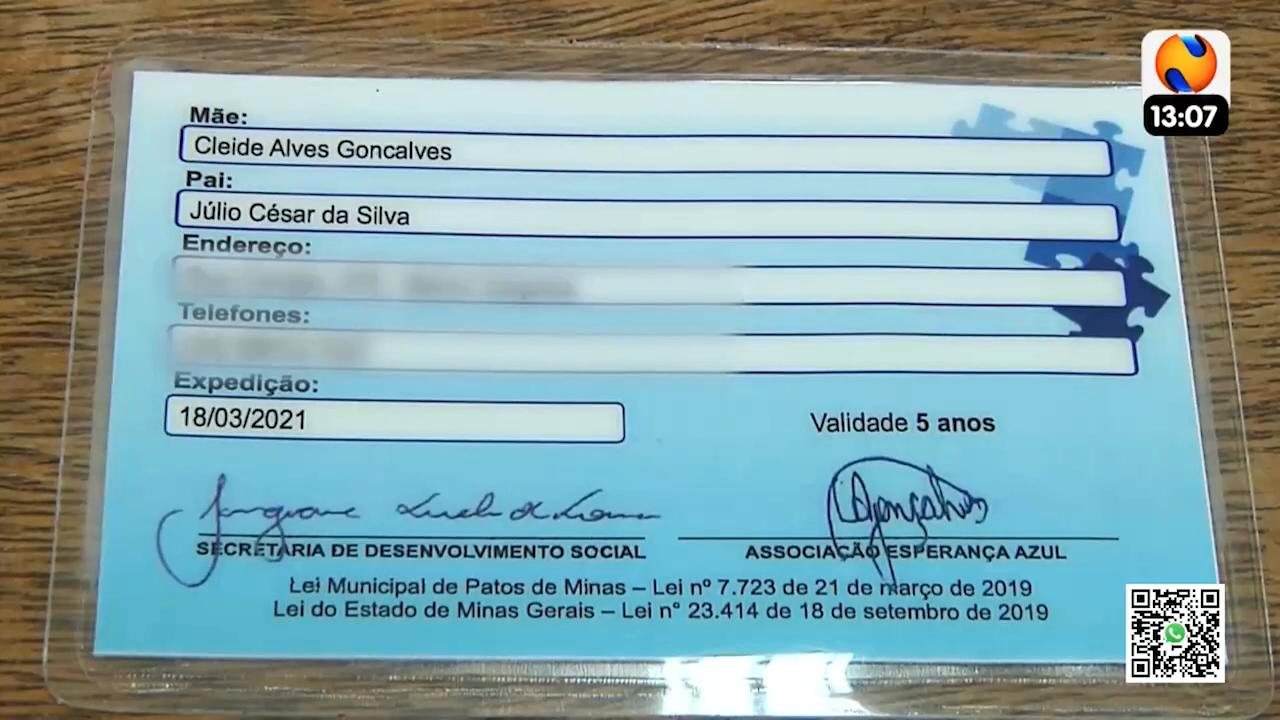 13:07
Mãe:
Cleide Alves Goncalves
Pai:
Júlio César da Silva
Endereço:
Telefones:
Expedição:
18/03/2021
Validade 5 anos
SECRETARIA DE DESENVOLVIMENTO SOCIAL
ASSOCIAÇÃO ESPERANÇA AZUL
Lei Municipal de Patos de Minas – Lei nº 7.723 de 21 de março de 2019
Lei do Estado de Minas Gerais – Lei n° 23.414 de 18 de setembro de 2019